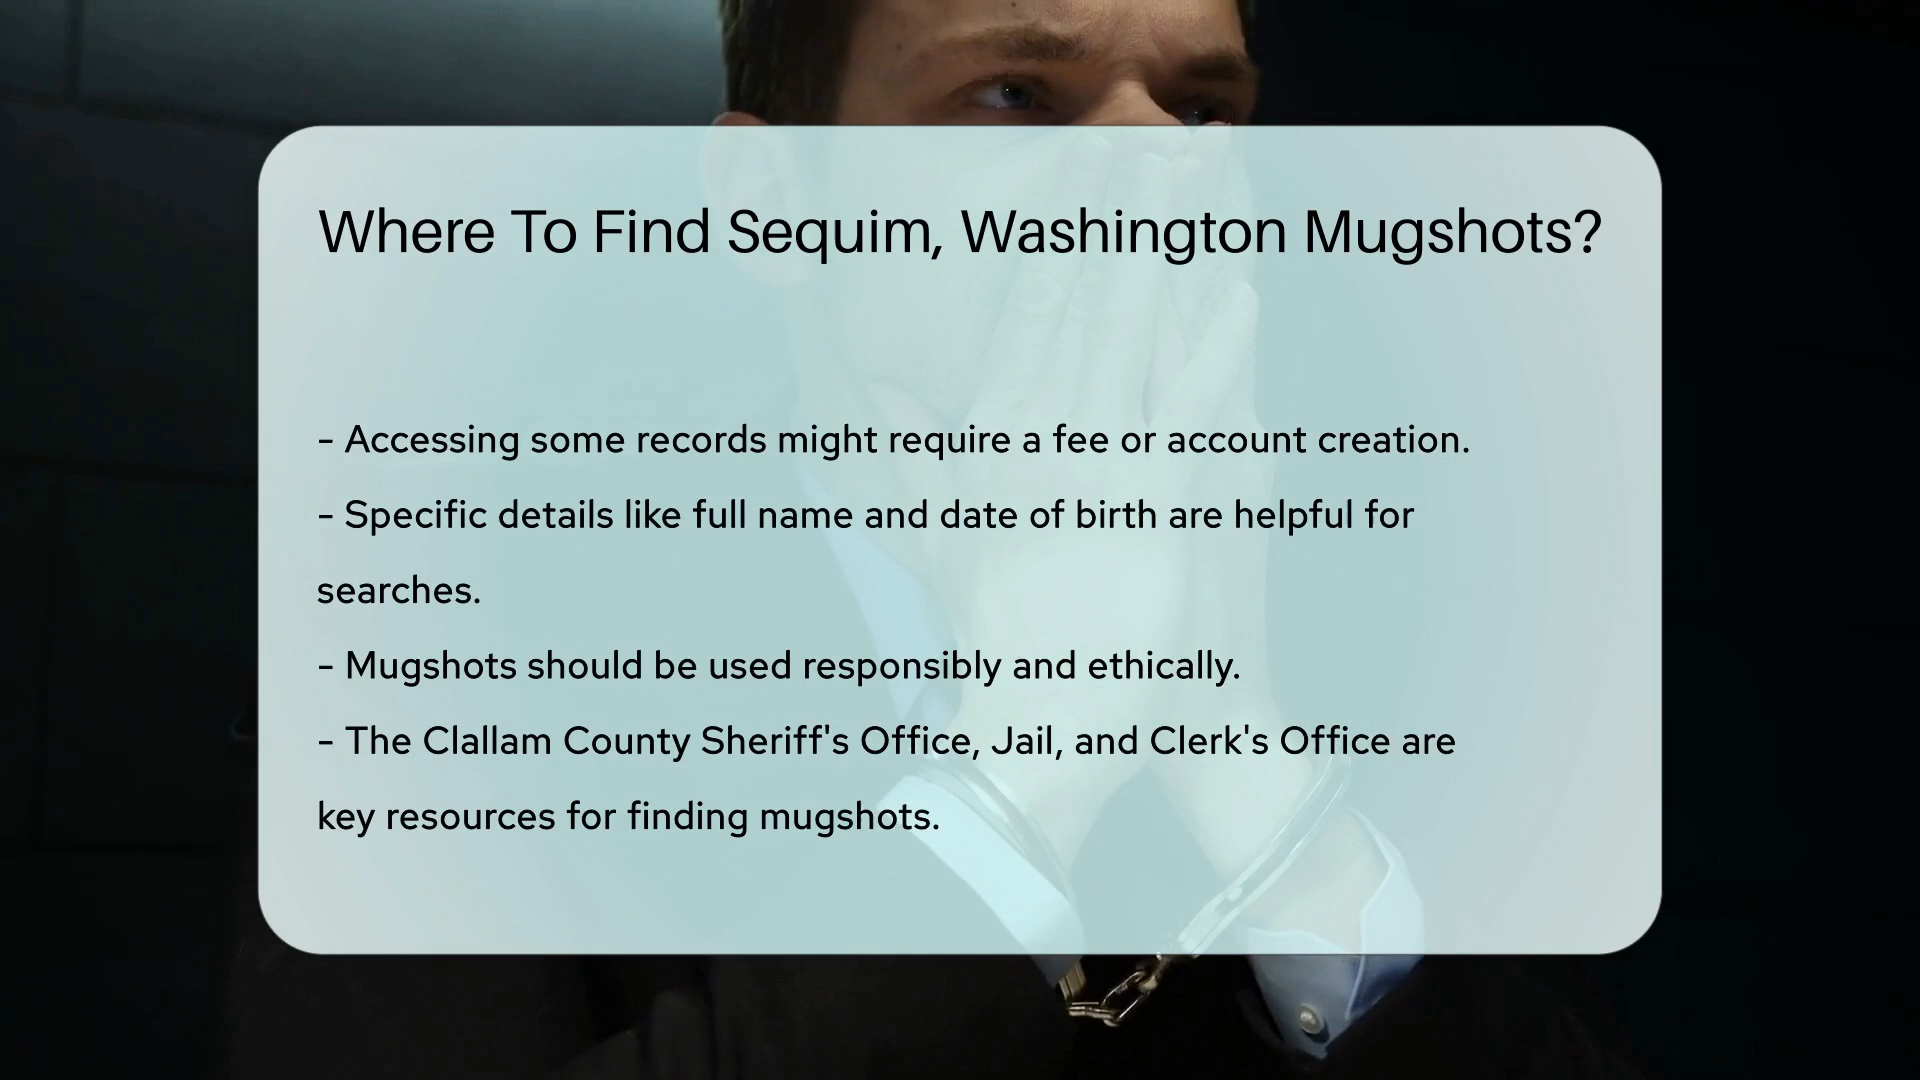 Where To Find Sequim, Washington Mugshots?
- Accessing some records might require a fee or account creation.
- Specific details like full name and date of birth are helpful for
searches.
- Mugshots should be used responsibly and ethically.
- The Clallam County Sheriff's Office, Jail, and Clerk's Office are
key resources for finding mugshots.